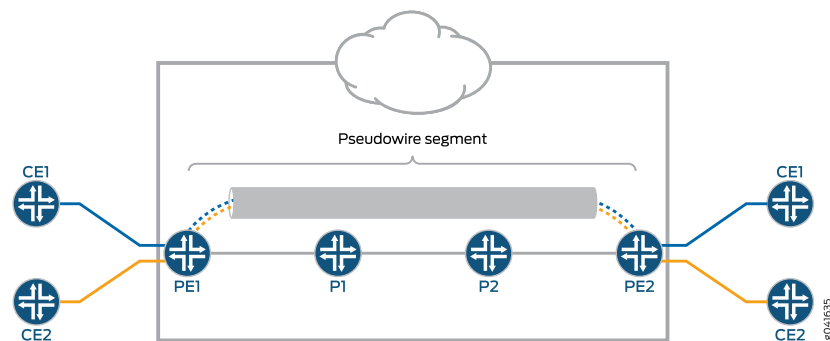 Pseudowire segment
CE1
CE1
PE1
P1
P2
PE2
CE2
CE2
g041635